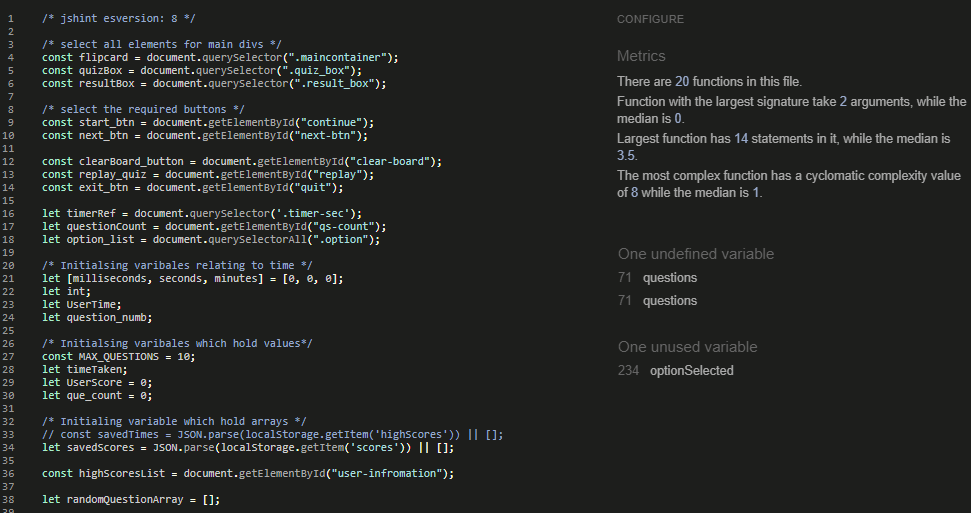 1 /* jshint esversion: 8 */
2
3 /* select all elements for main divs */
4 const flipcard = document.querySelector(".maincontainer");
5 const quizBox = document.querySelector(".quiz_box");
6 const resultBox = document.querySelector(".result_box");
7
8 /* select the required buttons */
9 const start_btn = document.getElementById("continue");
10 const next_btn = document.getElementById("next-btn");
11
12 const clearBoard_button = document.getElementById("clear-board");
13 const replay_quiz = document.getElementById("replay");
14 const exit_btn = document.getElementById("quit");
15
16 let timerRef = document.querySelector('.timer-sec');
17 let questionCount = document.getElementById("qs-count");
18 let option_list = document.querySelectorAll(".option");
19
20 /* Initialsing varibales relating to time */
21 let [milliseconds, seconds, minutes] = [0, 0, 0];
22 let int;
23 let UserTime;
24 let question_numb;
25
26 /* Initialsing varibales which hold values*/
27 const MAX_QUESTIONS = 10;
28 let timeTaken;
29 let UserScore = 0;
30 let que_count = 0;
31
32 /* Initialing variable which hold arrays */
33 // const savedTimes = JSON.parse(localStorage.getItem('highScores')) || [];
34 let savedScores = JSON.parse(localStorage.getItem('scores')) || [];
35
36 const highScoresList = document.getElementById("user-infromation");
37
38 let randomQuestionArray = [];
39
CONFIGURE
Metrics
There are 20 functions in this file.
Function with the largest signature take 2 arguments, while the
median is 0.
Largest function has 14 statements in it, while the median is
3.5.
The most complex function has a cyclomatic complexity value
of 8 while the median is 1.
One undefined variable
71 questions
71 questions
One unused variable
234 optionSelected